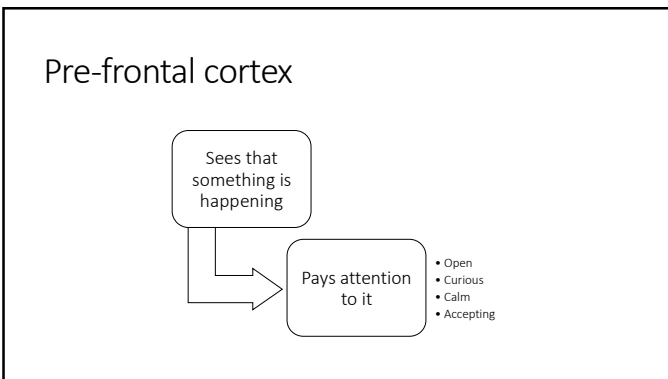 Pre-frontal cortex
Sees that
something is
happening
Pays attention
to it
• Open
• Curious
• Calm
• Accepting